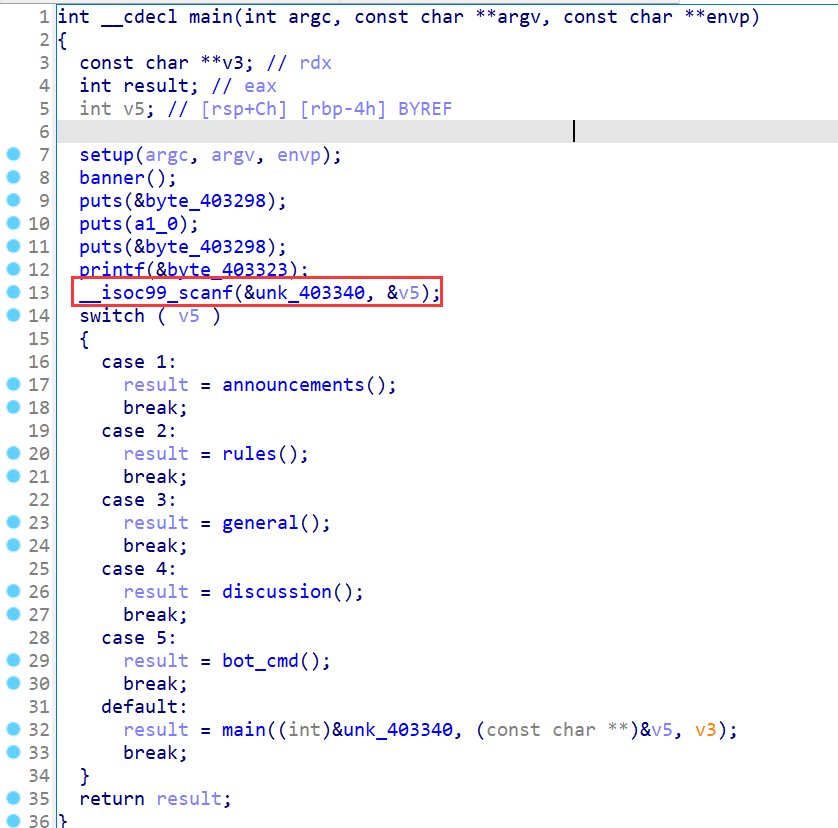 1 int __cdecl main(int argc, const char **argv, const char **envp)
2 {
3 const char **v3; // rdx
4 int result; // eax
5 int v5; // [rsp+Ch] [rbp-4h] BYREF
6
7 setup(argc, argv, envp);
8 banner();
9 puts(&byte_403298);
10 puts(a1_0);
11 puts(&byte_403298);
12 printf(&byte_403323);
13 __isoc99_scanf(&unk_403340, &v5);
14 switch ( v5 )
15 {
16 case 1:
17 result = announcements();
18 break;
19 case 2:
20 result = rules();
21 break;
22 case 3:
23 result = general();
24 break;
25 case 4:
26 result = discussion();
27 break;
28 case 5:
29 result = bot_cmd();
30 break;
31 default:
32 result = main((int)&unk_403340, (const char **)&v5, v3);
33 break;
34 }
35 return result;
36 }